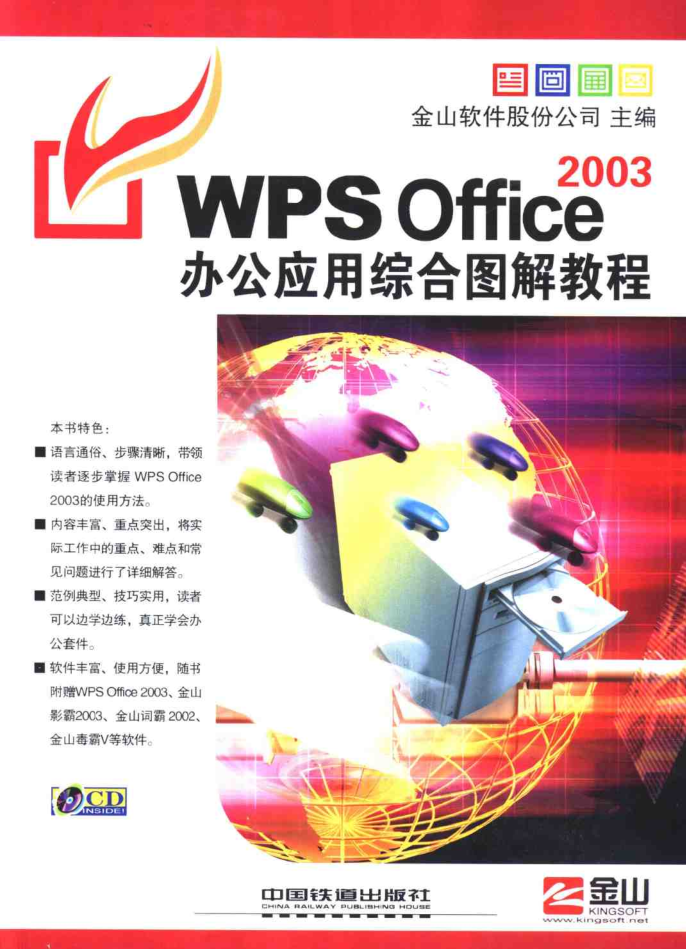 金山软件股份公司 主编
2003
WPS Office
办公应用综合图解教程
本书特色：
■ 语言通俗、步骤清晰，带领
读者逐步掌握 WPS Office
2003的使用方法。
■ 内容丰富、重点突出，将实
际工作中的重点、难点和常
见问题进行了详细解答。
■ 范例典型、技巧实用，读者
可以边学边练，真正学会办
公套件。
■ 软件丰富、使用方便，随书
附赠WPS Office 2003、金山
影霸2003、金山词霸 2002、
金山毒霸V等软件。
CD
INSIDE!
中国铁道出版社
CHINA RAILWAY PUBLISHING HOUSE
金山
KINGSOFT
www.kingsoft.net